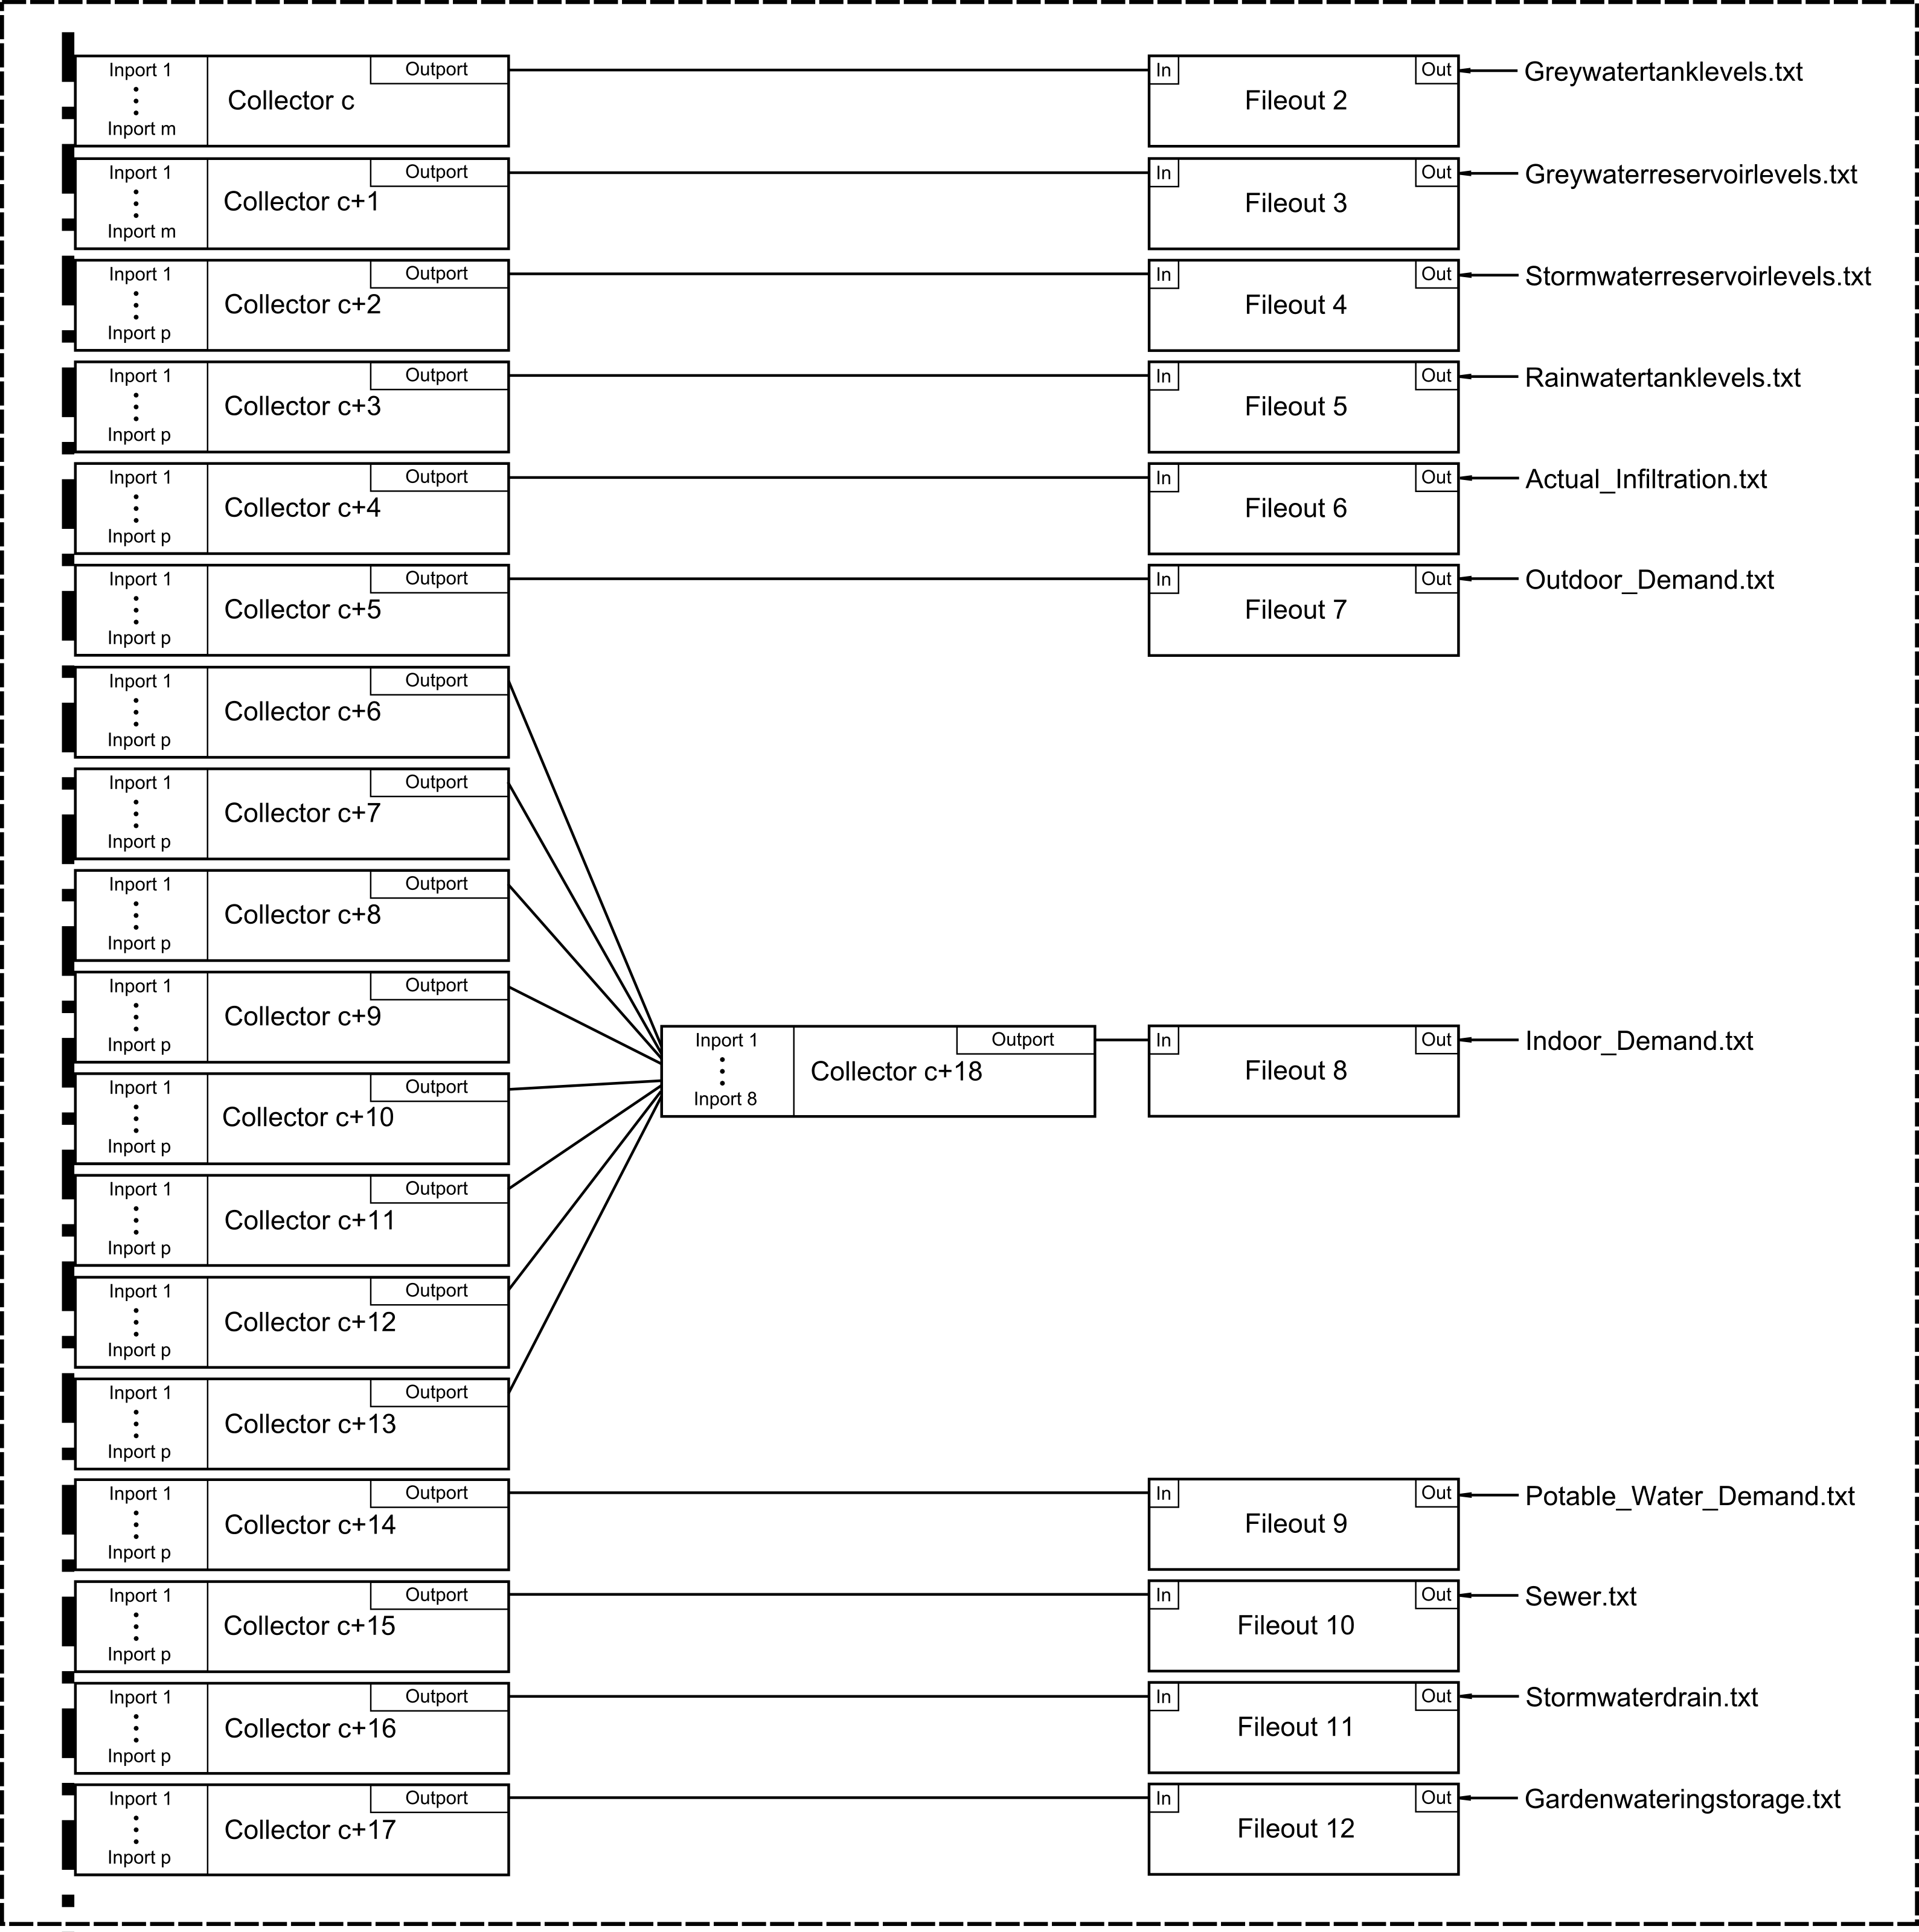 Inport 1 Outport In Out Greywatertanklevels.txt
Collector c Fileout 2
Inport m
Inport 1 Outport In Out Greywaterreservoirlevels.txt
Collector c+1 Fileout 3
Inport m
Inport 1 Outport In Out Stormwaterreservoirlevels.txt
Collector c+2 Fileout 4
Inport p
Inport 1 Outport In Out Rainwatertanklevels.txt
Collector c+3 Fileout 5
Inport p
Inport 1 Outport In Out Actual_Infiltration.txt
Collector c+4 Fileout 6
Inport p
Inport 1 Outport In Out Outdoor_Demand.txt
Collector c+5 Fileout 7
Inport p
Inport 1 Outport
Collector c+6
Inport p
Inport 1 Outport
Collector c+7
Inport p
Inport 1 Outport
Collector c+8
Inport p
Inport 1 Outport
Collector c+9
Inport p
Inport 1 Outport In Out Indoor_Demand.txt
Collector c+18 Fileout 8
Inport 8
Inport 1 Outport
Collector c+10
Inport p
Inport 1 Outport
Collector c+11
Inport p
Inport 1 Outport
Collector c+12
Inport p
Inport 1 Outport
Collector c+13
Inport p
Inport 1 Outport In Out Potable_Water_Demand.txt
Collector c+14 Fileout 9
Inport p
Inport 1 Outport In Out Sewer.txt
Collector c+15 Fileout 10
Inport p
Inport 1 Outport In Out Stormwaterdrain.txt
Collector c+16 Fileout 11
Inport p
Inport 1 Outport In Out Gardenwateringstorage.txt
Collector c+17 Fileout 12
Inport p